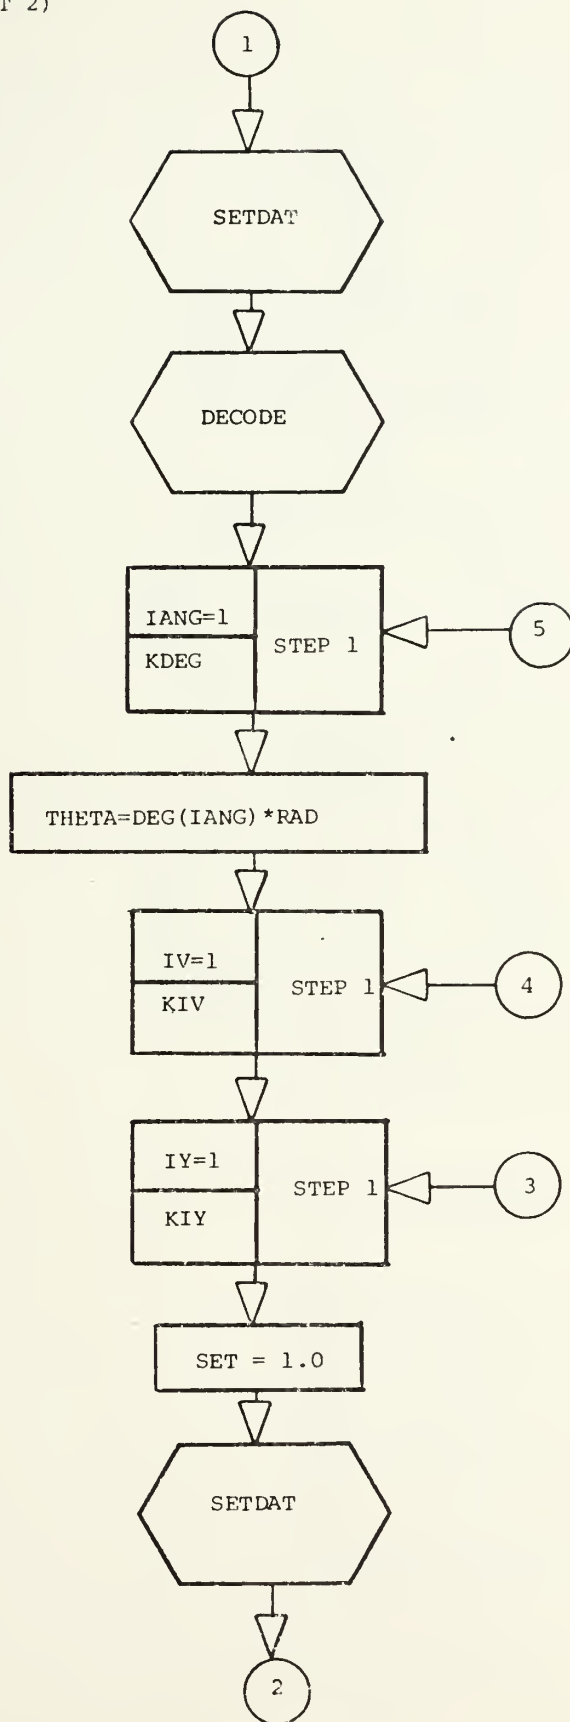 T 2)
1
SETDAT
DECODE
IANG=1
KDEG
STEP 1
5
THETA=DEG(IANG)*RAD
IV=1
KIV
STEP 1
4
IY=1
KIY
STEP 1
3
SET = 1.0
SETDAT
2